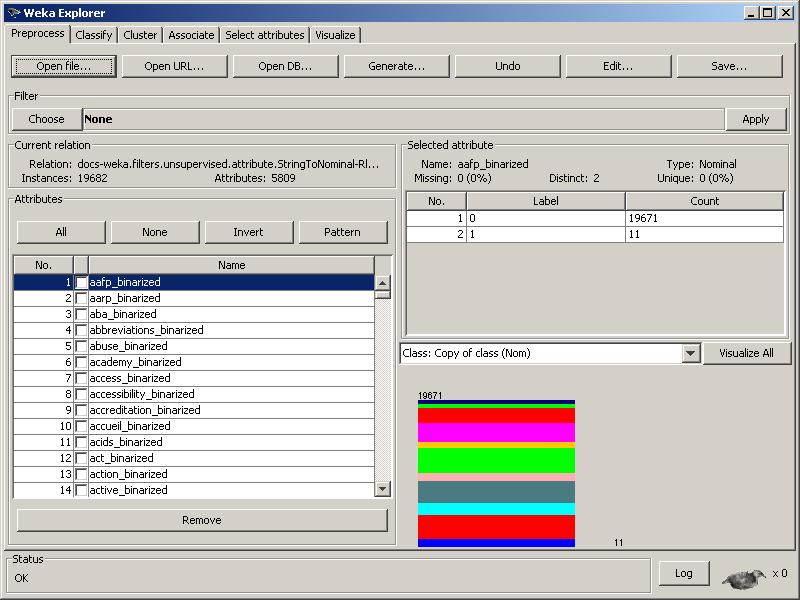 Weka Explorer
Preprocess Classify Cluster Associate Select attributes Visualize
Open file... Open URL... Open DB... Generate... Undo Edit... Save...
Filter
Choose None Apply
Current relation
Relation: docs-weka.filters.unsupervised.attribute.StringToNominal-Rl...
Instances: 19682 Attributes: 5809
Attributes
All None Invert Pattern
No. Name
1 aafp_binarized
2 aarp_binarized
3 aba_binarized
4 abbreviations_binarized
5 abuse_binarized
6 academy_binarized
7 access_binarized
8 accessibility_binarized
9 accreditation_binarized
10 accueil_binarized
11 acids_binarized
12 act_binarized
13 action_binarized
14 active_binarized
Remove
Selected attribute
Name: aafp_binarized Type: Nominal
Missing: 0 (0%) Distinct: 2 Unique: 0 (0%)
No. Label Count
1 0 19671
2 1 11
Class: Copy of class (Nom) Visualize All
19671
11
Status
OK
Log x 0